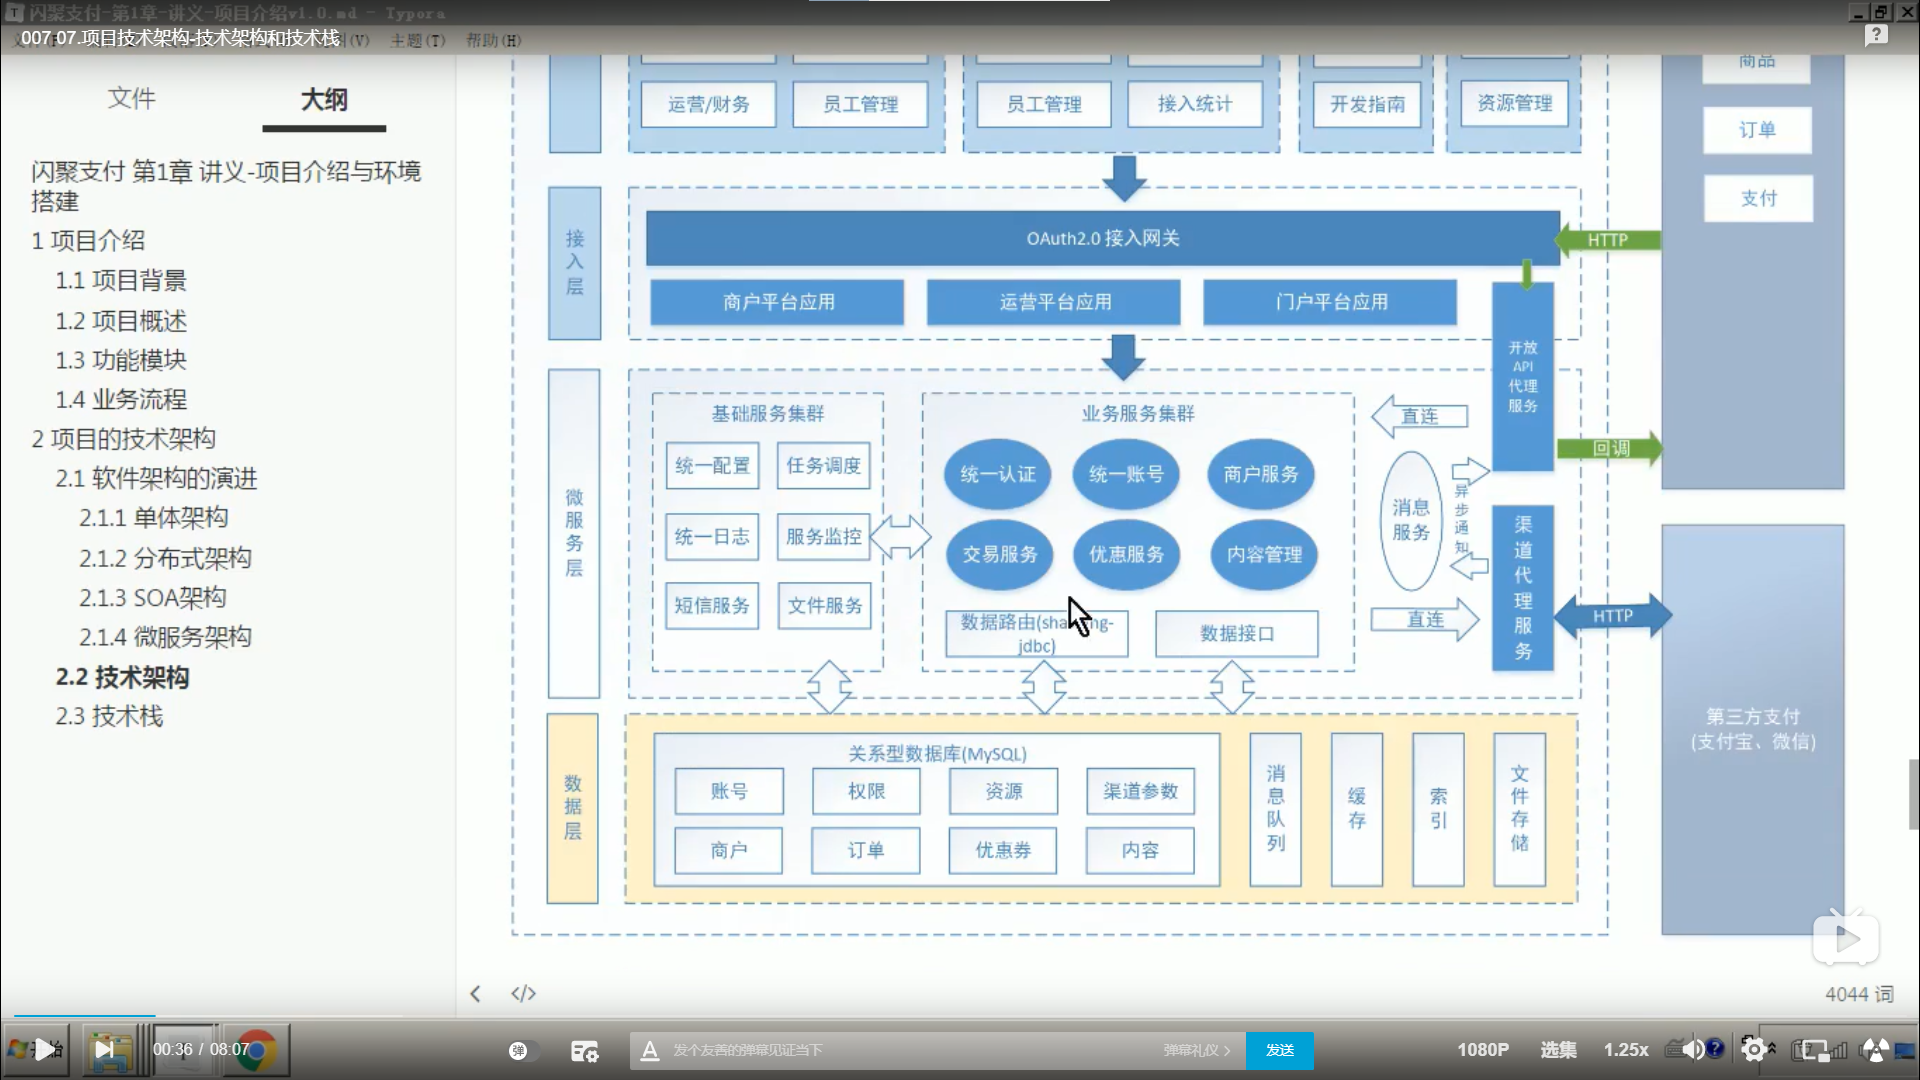 闪聚支付-第1章-讲义-项目介绍v1.0.md - Typora
007.07.项目技术架构-技术架构和技术栈
(V) 主题(T) 帮助(H)
文件 大纲
闪聚支付 第1章 讲义-项目介绍与环境
搭建
1 项目介绍
1.1 项目背景
1.2 项目概述
1.3 功能模块
1.4 业务流程
2 项目的技术架构
2.1 软件架构的演进
2.1.1 单体架构
2.1.2 分布式架构
2.1.3 SOA架构
2.1.4 微服务架构
2.2 技术架构
2.3 技术栈
运营/财务 员工管理 员工管理 接入统计 开发指南 资源管理
商品
订单
支付
接入层
OAuth2.0 接入网关
HTTP
商户平台应用 运营平台应用 门户平台应用
开放
API
代理
服务
微服务层
基础服务集群
统一配置 任务调度
统一日志 服务监控
短信服务 文件服务
业务服务集群
统一认证 统一账号 商户服务
交易服务 优惠服务 内容管理
数据路由(sha ng-
jdbc)
数据接口
直连
消息
服务
异步通知
直连
回调
渠道代理服务
HTTP
第三方支付
(支付宝、微信)
数据层
关系型数据库(MySQL)
账号 权限 资源 渠道参数
商户 订单 优惠券 内容
消息队列
缓存
索引
文件存储
4044 词
00:36 / 08:07
弹
发个友善的弹幕见证当下
弹幕礼仪
发送
1080P 选集 1.25x